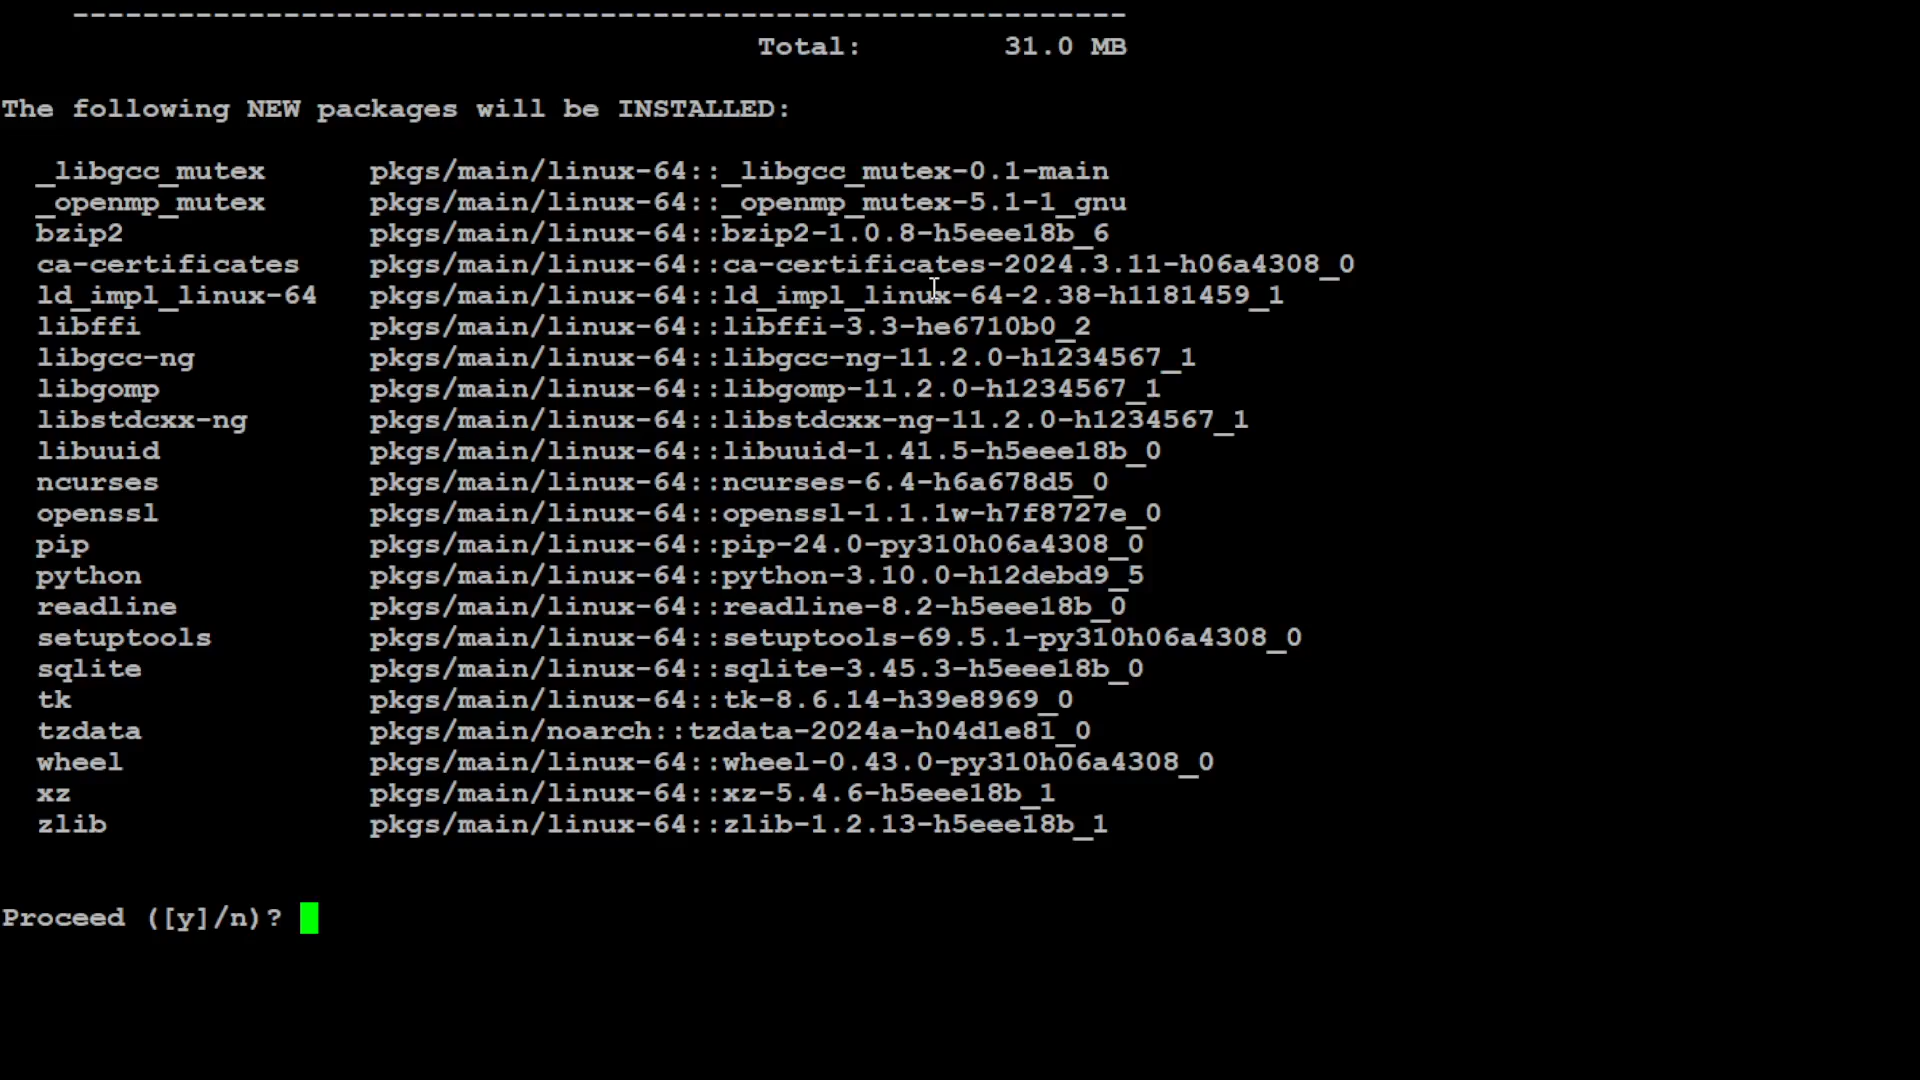 ------------------------------------------------------------
Total: 31.0 MB
The following NEW packages will be INSTALLED:
_libgcc_mutex pkgs/main/linux-64::_libgcc_mutex-0.1-main
_openmp_mutex pkgs/main/linux-64::_openmp_mutex-5.1-1_gnu
bzip2 pkgs/main/linux-64::bzip2-1.0.8-h5eee18b_6
ca-certificates pkgs/main/linux-64::ca-certificates-2024.3.11-h06a4308_0
ld_impl_linux-64 pkgs/main/linux-64::ld_impl_linux-64-2.38-h1181459_1
libffi pkgs/main/linux-64::libffi-3.3-he6710b0_2
libgcc-ng pkgs/main/linux-64::libgcc-ng-11.2.0-h1234567_1
libgomp pkgs/main/linux-64::libgomp-11.2.0-h1234567_1
libstdcxx-ng pkgs/main/linux-64::libstdcxx-ng-11.2.0-h1234567_1
libuuid pkgs/main/linux-64::libuuid-1.41.5-h5eee18b_0
ncurses pkgs/main/linux-64::ncurses-6.4-h6a678d5_0
openssl pkgs/main/linux-64::openssl-1.1.1w-h7f8727e_0
pip pkgs/main/linux-64::pip-24.0-py310h06a4308_0
python pkgs/main/linux-64::python-3.10.0-h12debd9_5
readline pkgs/main/linux-64::readline-8.2-h5eee18b_0
setuptools pkgs/main/linux-64::setuptools-69.5.1-py310h06a4308_0
sqlite pkgs/main/linux-64::sqlite-3.45.3-h5eee18b_0
tk pkgs/main/linux-64::tk-8.6.14-h39e8969_0
tzdata pkgs/main/noarch::tzdata-2024a-h04d1e81_0
wheel pkgs/main/linux-64::wheel-0.43.0-py310h06a4308_0
xz pkgs/main/linux-64::xz-5.4.6-h5eee18b_1
zlib pkgs/main/linux-64::zlib-1.2.13-h5eee18b_1
Proceed ([y]/n)?